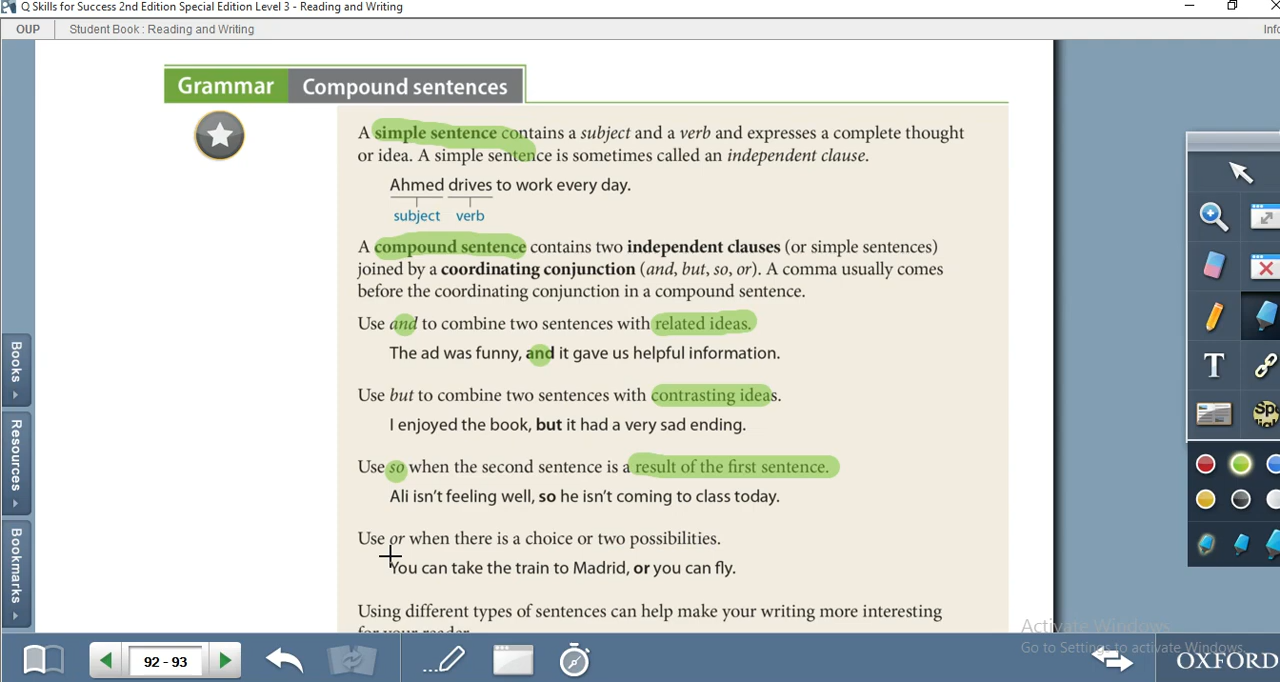 Q Skills for Success 2nd Edition Special Edition Level 3 - Reading and Writing
OUP Student Book : Reading and Writing
Grammar Compound sentences
A simple sentence contains a subject and a verb and expresses a complete thought
or idea. A simple sentence is sometimes called an independent clause.
Ahmed drives to work every day.
subject verb
A compound sentence contains two independent clauses (or simple sentences)
joined by a coordinating conjunction (and, but, so, or). A comma usually comes
before the coordinating conjunction in a compound sentence.
Use and to combine two sentences with related ideas.
The ad was funny, and it gave us helpful information.
Use but to combine two sentences with contrasting ideas.
I enjoyed the book, but it had a very sad ending.
Use so when the second sentence is a result of the first sentence.
Ali isn't feeling well, so he isn't coming to class today.
Use or when there is a choice or two possibilities.
You can take the train to Madrid, or you can fly.
Using different types of sentences can help make your writing more interesting
for your reader.
Books
Resources
Bookmarks
T
Activate Windows
Go to Settings to activate Windows.
92 - 93
OXFORD